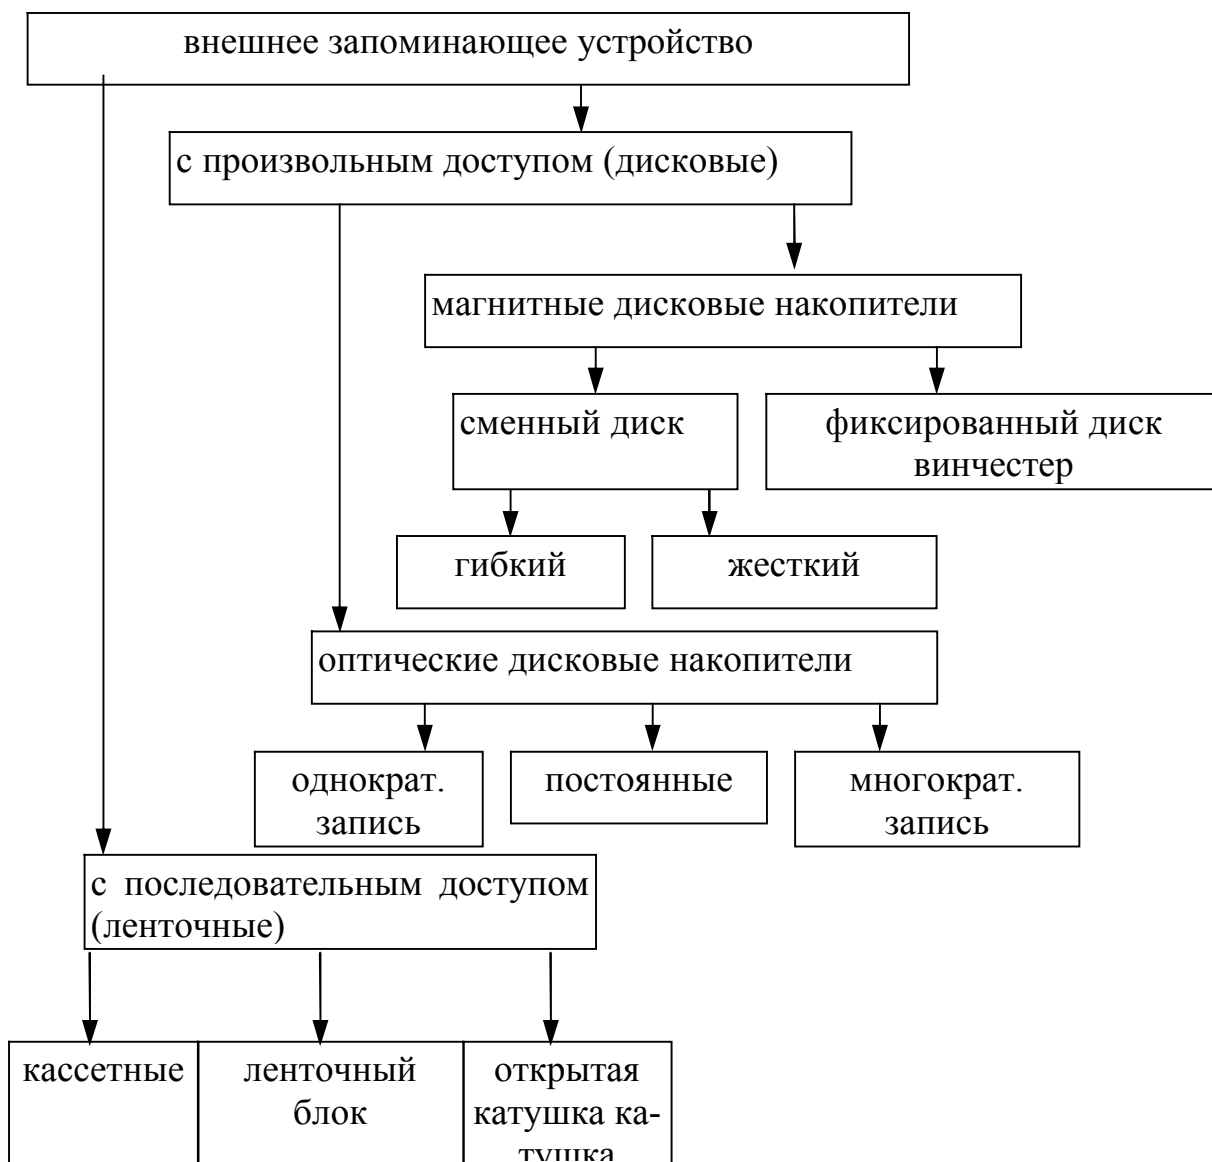 внешнее запоминающее устройство
с произвольным доступом (дисковые)
магнитные дисковые накопители
сменный диск
фиксированный диск
винчестер
гибкий
жесткий
оптические дисковые накопители
однократ.
запись
постоянные
многократ.
запись
с последовательным доступом
(ленточные)
кассетные
ленточный
блок
открытая
катушка ка-
тушка